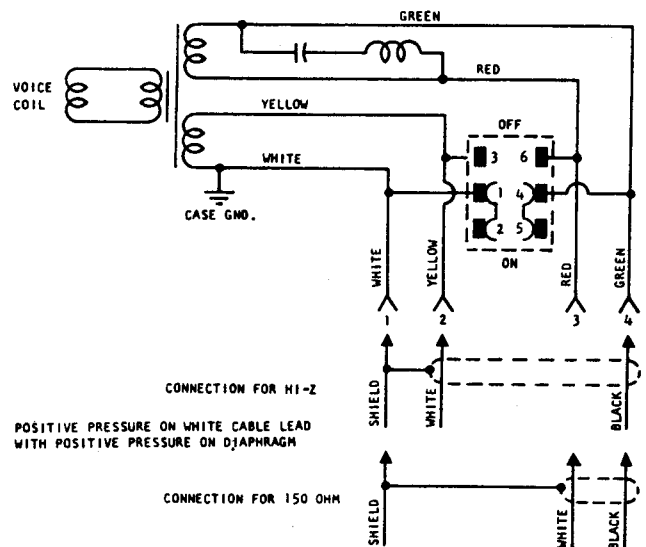 GREEN
RED
VOICE
COIL
YELLOW
OFF
3 6
WHITE
1 4
CASE GND.
2 5
ON
WHITE
YELLOW
RED
GREEN
1 2 3 4
CONNECTION FOR HI-Z
SHIELD
WHITE
BLACK
POSITIVE PRESSURE ON WHITE CABLE LEAD
WITH POSITIVE PRESSURE ON DIAPHRAGM
CONNECTION FOR 150 OHM
SHIELD
WHITE
BLACK